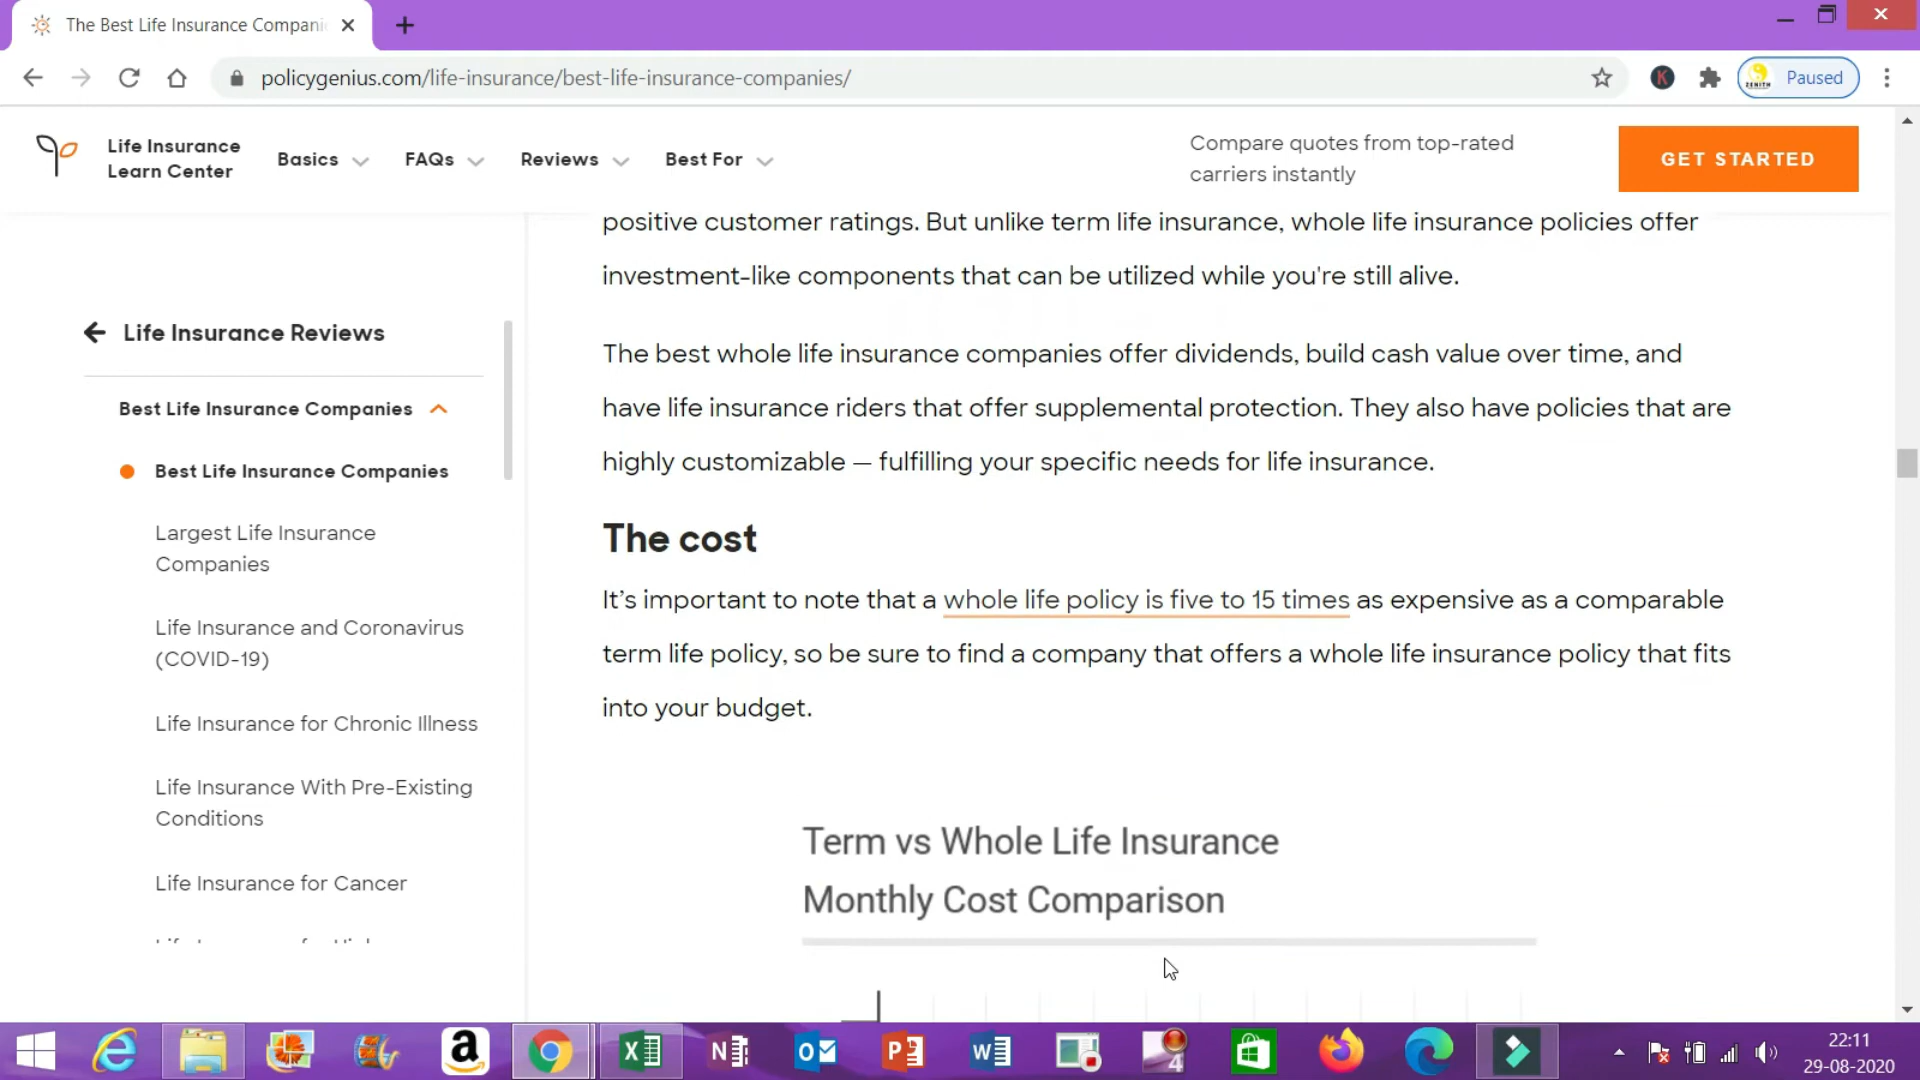 The Best Life Insurance Compani
policygenius.com/life-insurance/best-life-insurance-companies/
K
ZENITH
Paused
Life Insurance
Learn Center
Basics
FAQs
Reviews
Best For
Compare quotes from top-rated
carriers instantly
GET STARTED
Life Insurance Reviews
Best Life Insurance Companies
Best Life Insurance Companies
Largest Life Insurance
Companies
Life Insurance and Coronavirus
(COVID-19)
Life Insurance for Chronic Illness
Life Insurance With Pre-Existing
Conditions
Life Insurance for Cancer
positive customer ratings. But unlike term life insurance, whole life insurance policies offer
investment-like components that can be utilized while you're still alive.
The best whole life insurance companies offer dividends, build cash value over time, and
have life insurance riders that offer supplemental protection. They also have policies that are
highly customizable — fulfilling your specific needs for life insurance.
The cost
It’s important to note that a whole life policy is five to 15 times as expensive as a comparable
term life policy, so be sure to find a company that offers a whole life insurance policy that fits
into your budget.
Term vs Whole Life Insurance
Monthly Cost Comparison
22:11
29-08-2020